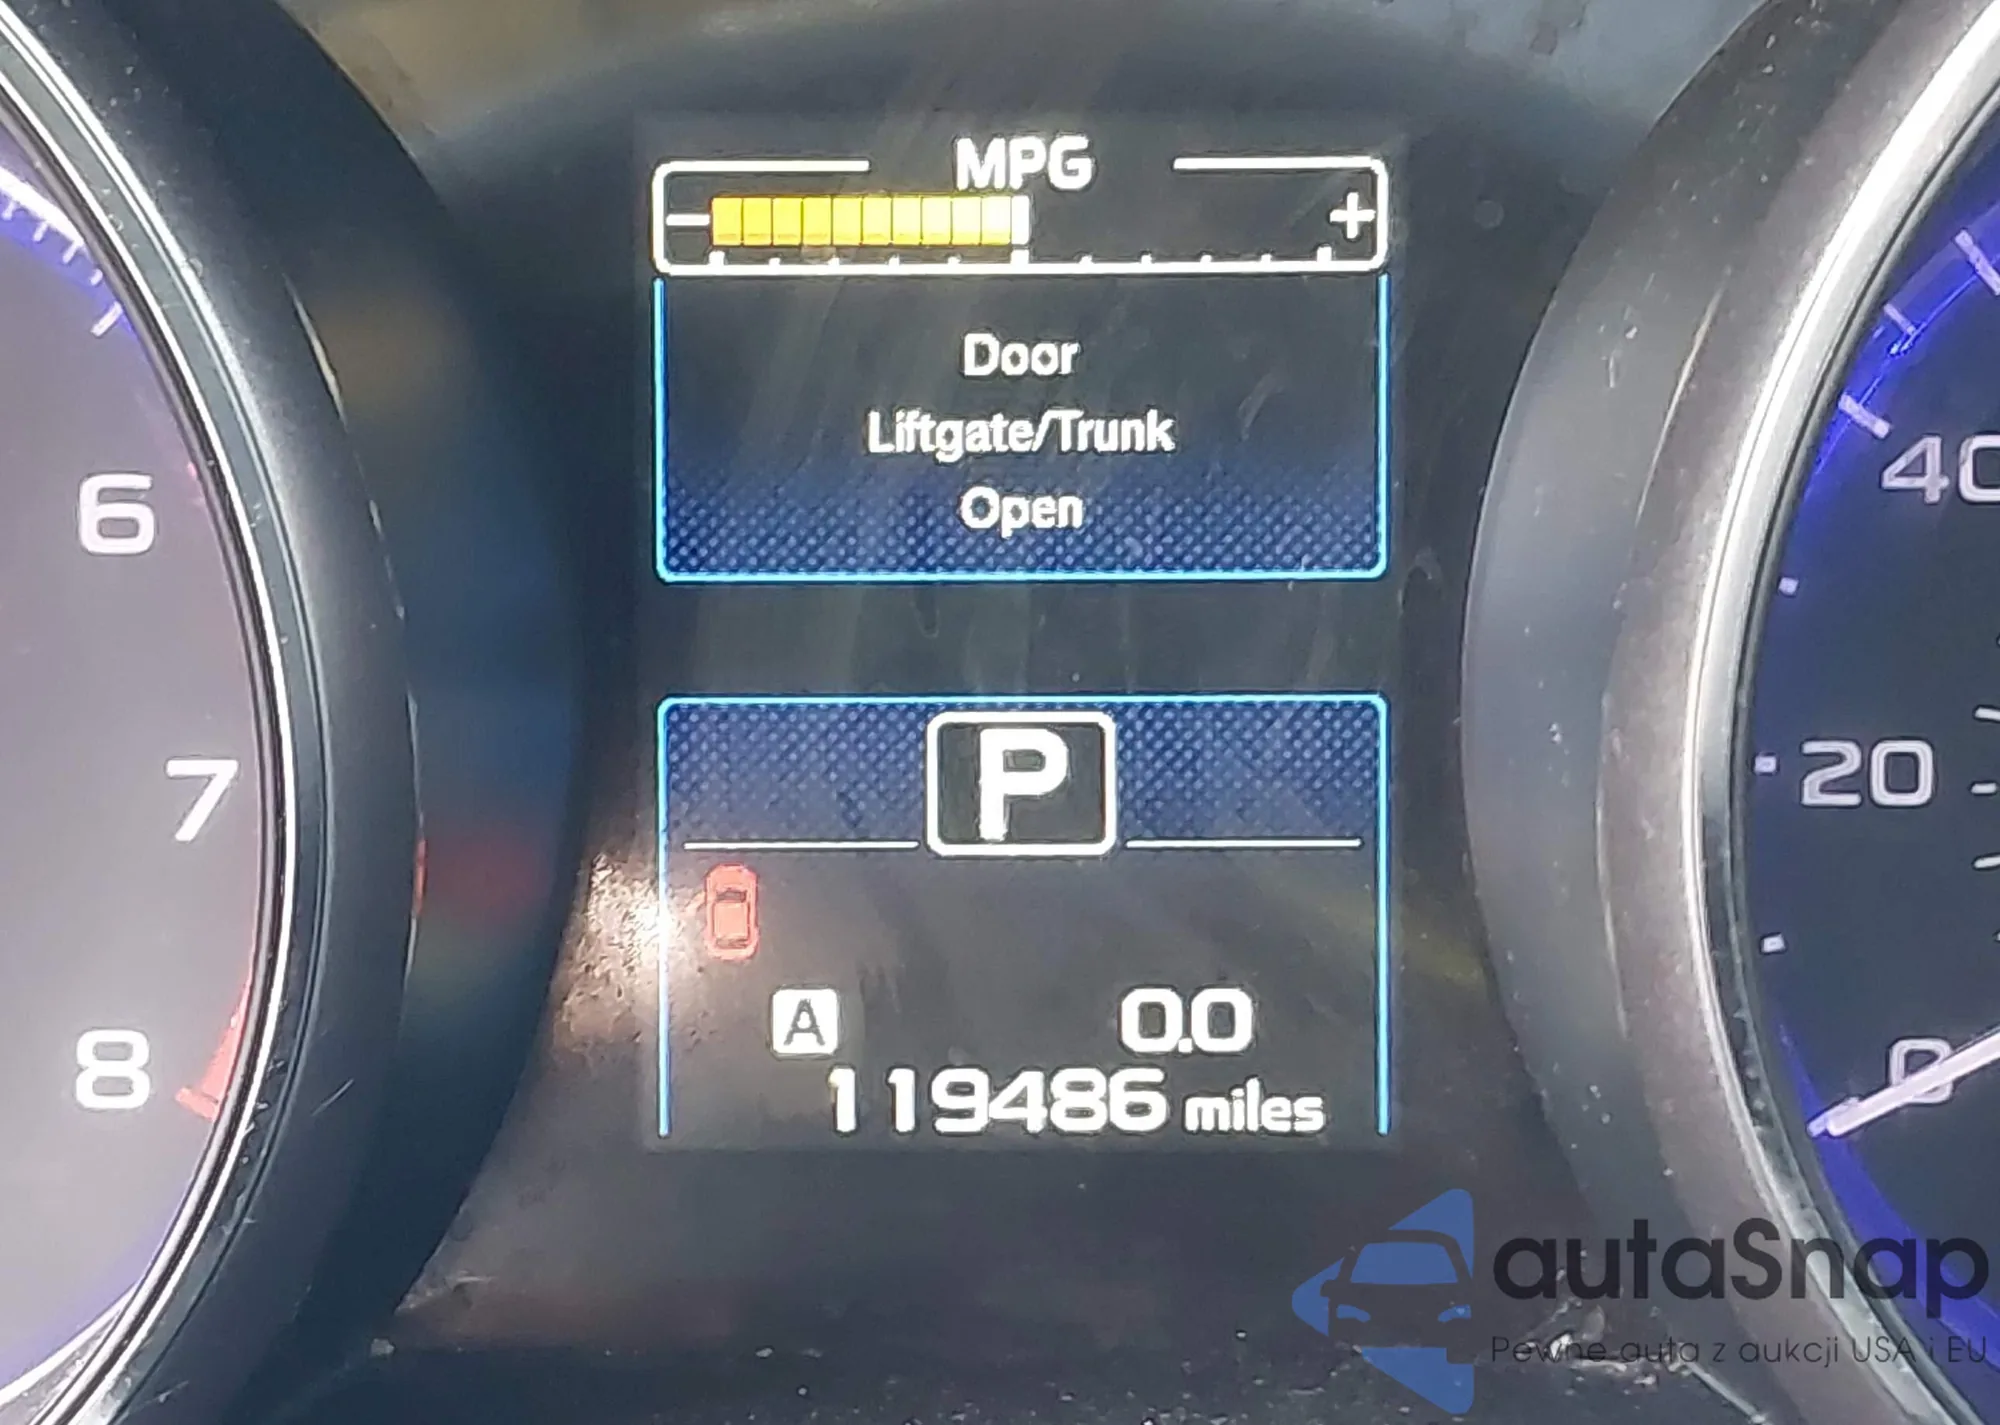 MPG
- +
Door
Liftgate/Trunk
Open
P
A 0.0
119486 miles
6
7
8
40
20
0
autaSnap
Pewne auta z aukcji USA i EU